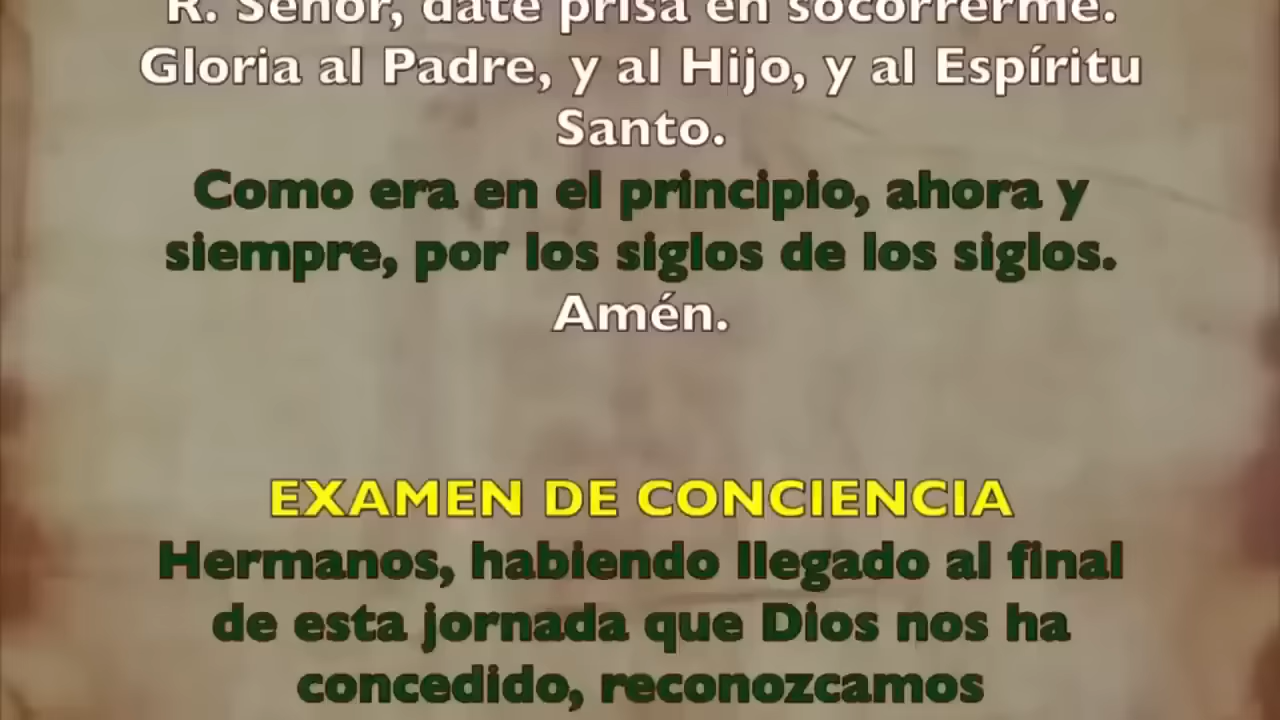 R. Señor, date prisa en socorrerme.
Gloria al Padre, y al Hijo, y al Espíritu
Santo.
Como era en el principio, ahora y
siempre, por los siglos de los siglos.
Amén.
EXAMEN DE CONCIENCIA
Hermanos, habiendo llegado al final
de esta jornada que Dios nos ha
concedido, reconozcamos